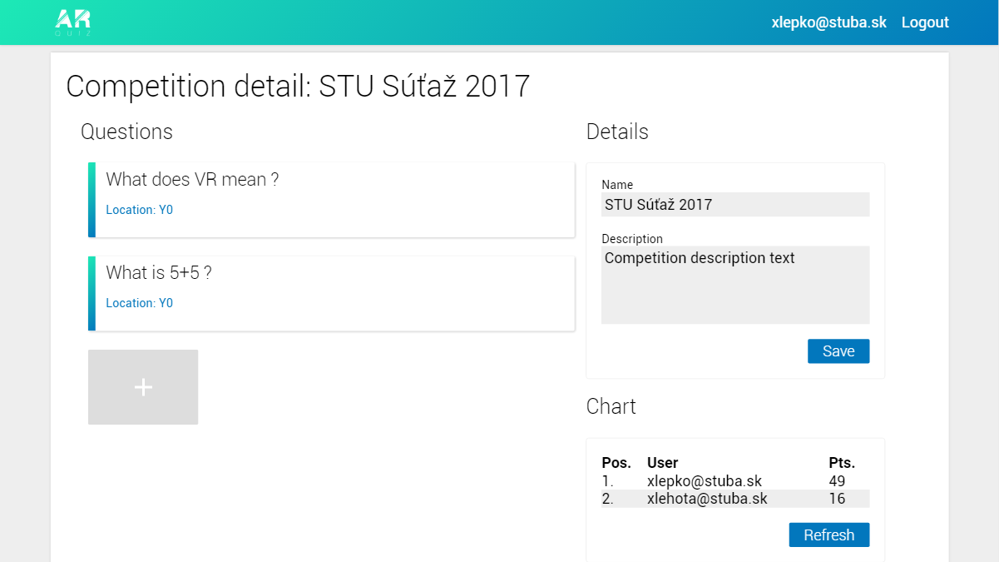 AR
QUIZ
xlepko@stuba.sk Logout
Competition detail: STU Súťaž 2017
Questions
What does VR mean ?
Location: Y0
What is 5+5 ?
Location: Y0
+
Details
Name
STU Súťaž 2017
Description
Competition description text
Save
Chart
Pos. User Pts.
1. xlepko@stuba.sk 49
2. xlehota@stuba.sk 16
Refresh